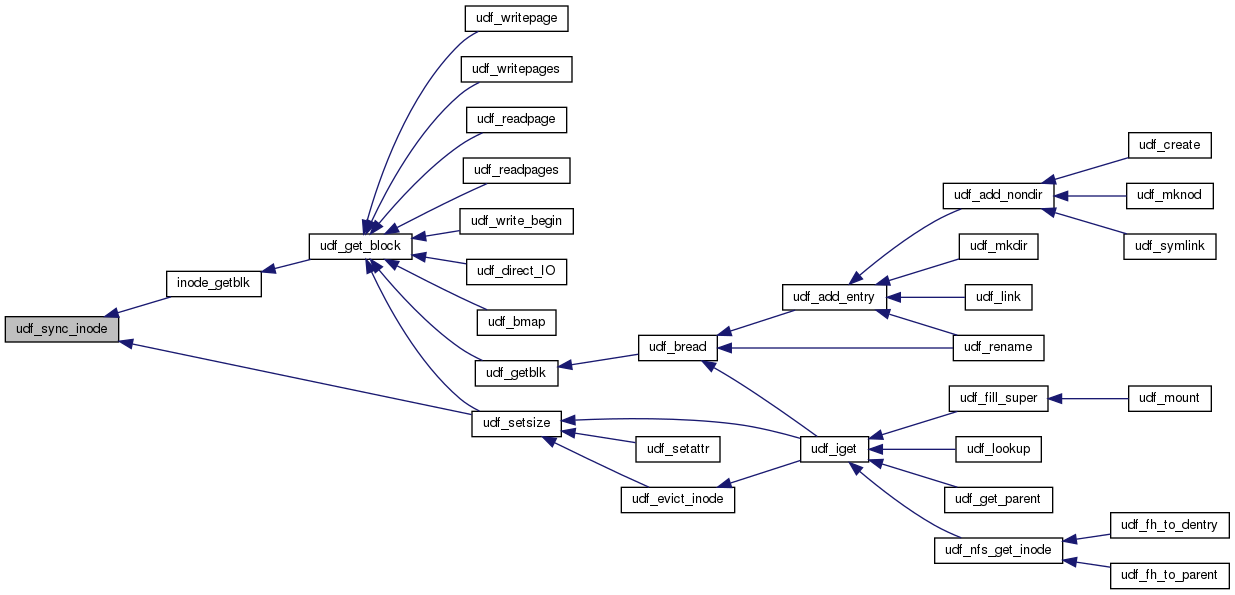 udf_writepage
udf_writepages
udf_readpage
udf_create
udf_readpages
udf_add_nondir
udf_mknod
udf_write_begin
udf_get_block
udf_mkdir
udf_symlink
udf_direct_IO
inode_getblk
udf_add_entry
udf_link
udf_sync_inode
udf_bmap
udf_bread
udf_rename
udf_getblk
udf_fill_super
udf_mount
udf_setsize
udf_setattr
udf_iget
udf_lookup
udf_evict_inode
udf_get_parent
udf_fh_to_dentry
udf_nfs_get_inode
udf_fh_to_parent